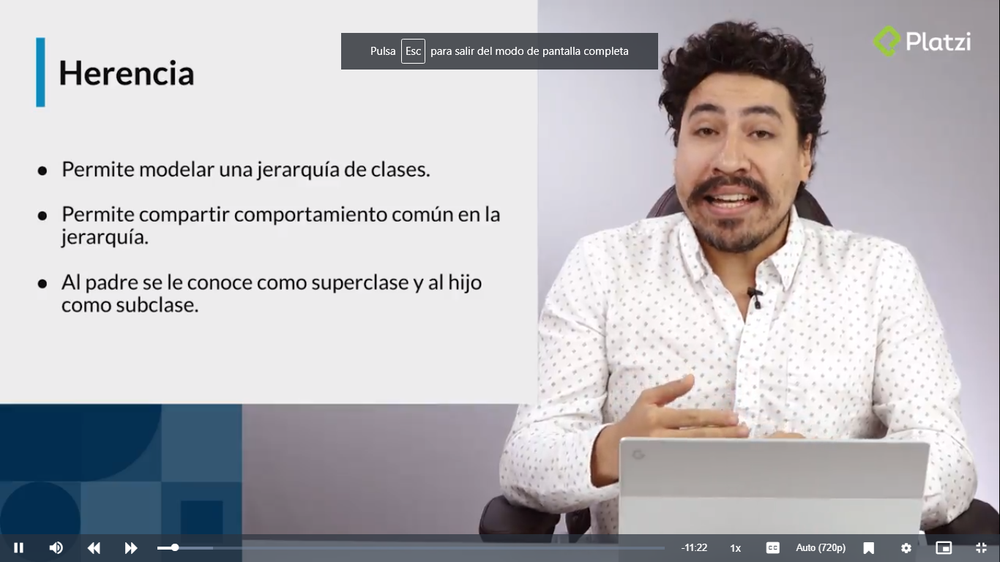 Pulsa Esc para salir del modo de pantalla completa
Platzi
Herencia
● Permite modelar una jerarquía de clases.
● Permite compartir comportamiento común en la
jerarquía.
● Al padre se le conoce como superclase y al hijo
como subclase.
G
-11:22 1x CC Auto (720p)